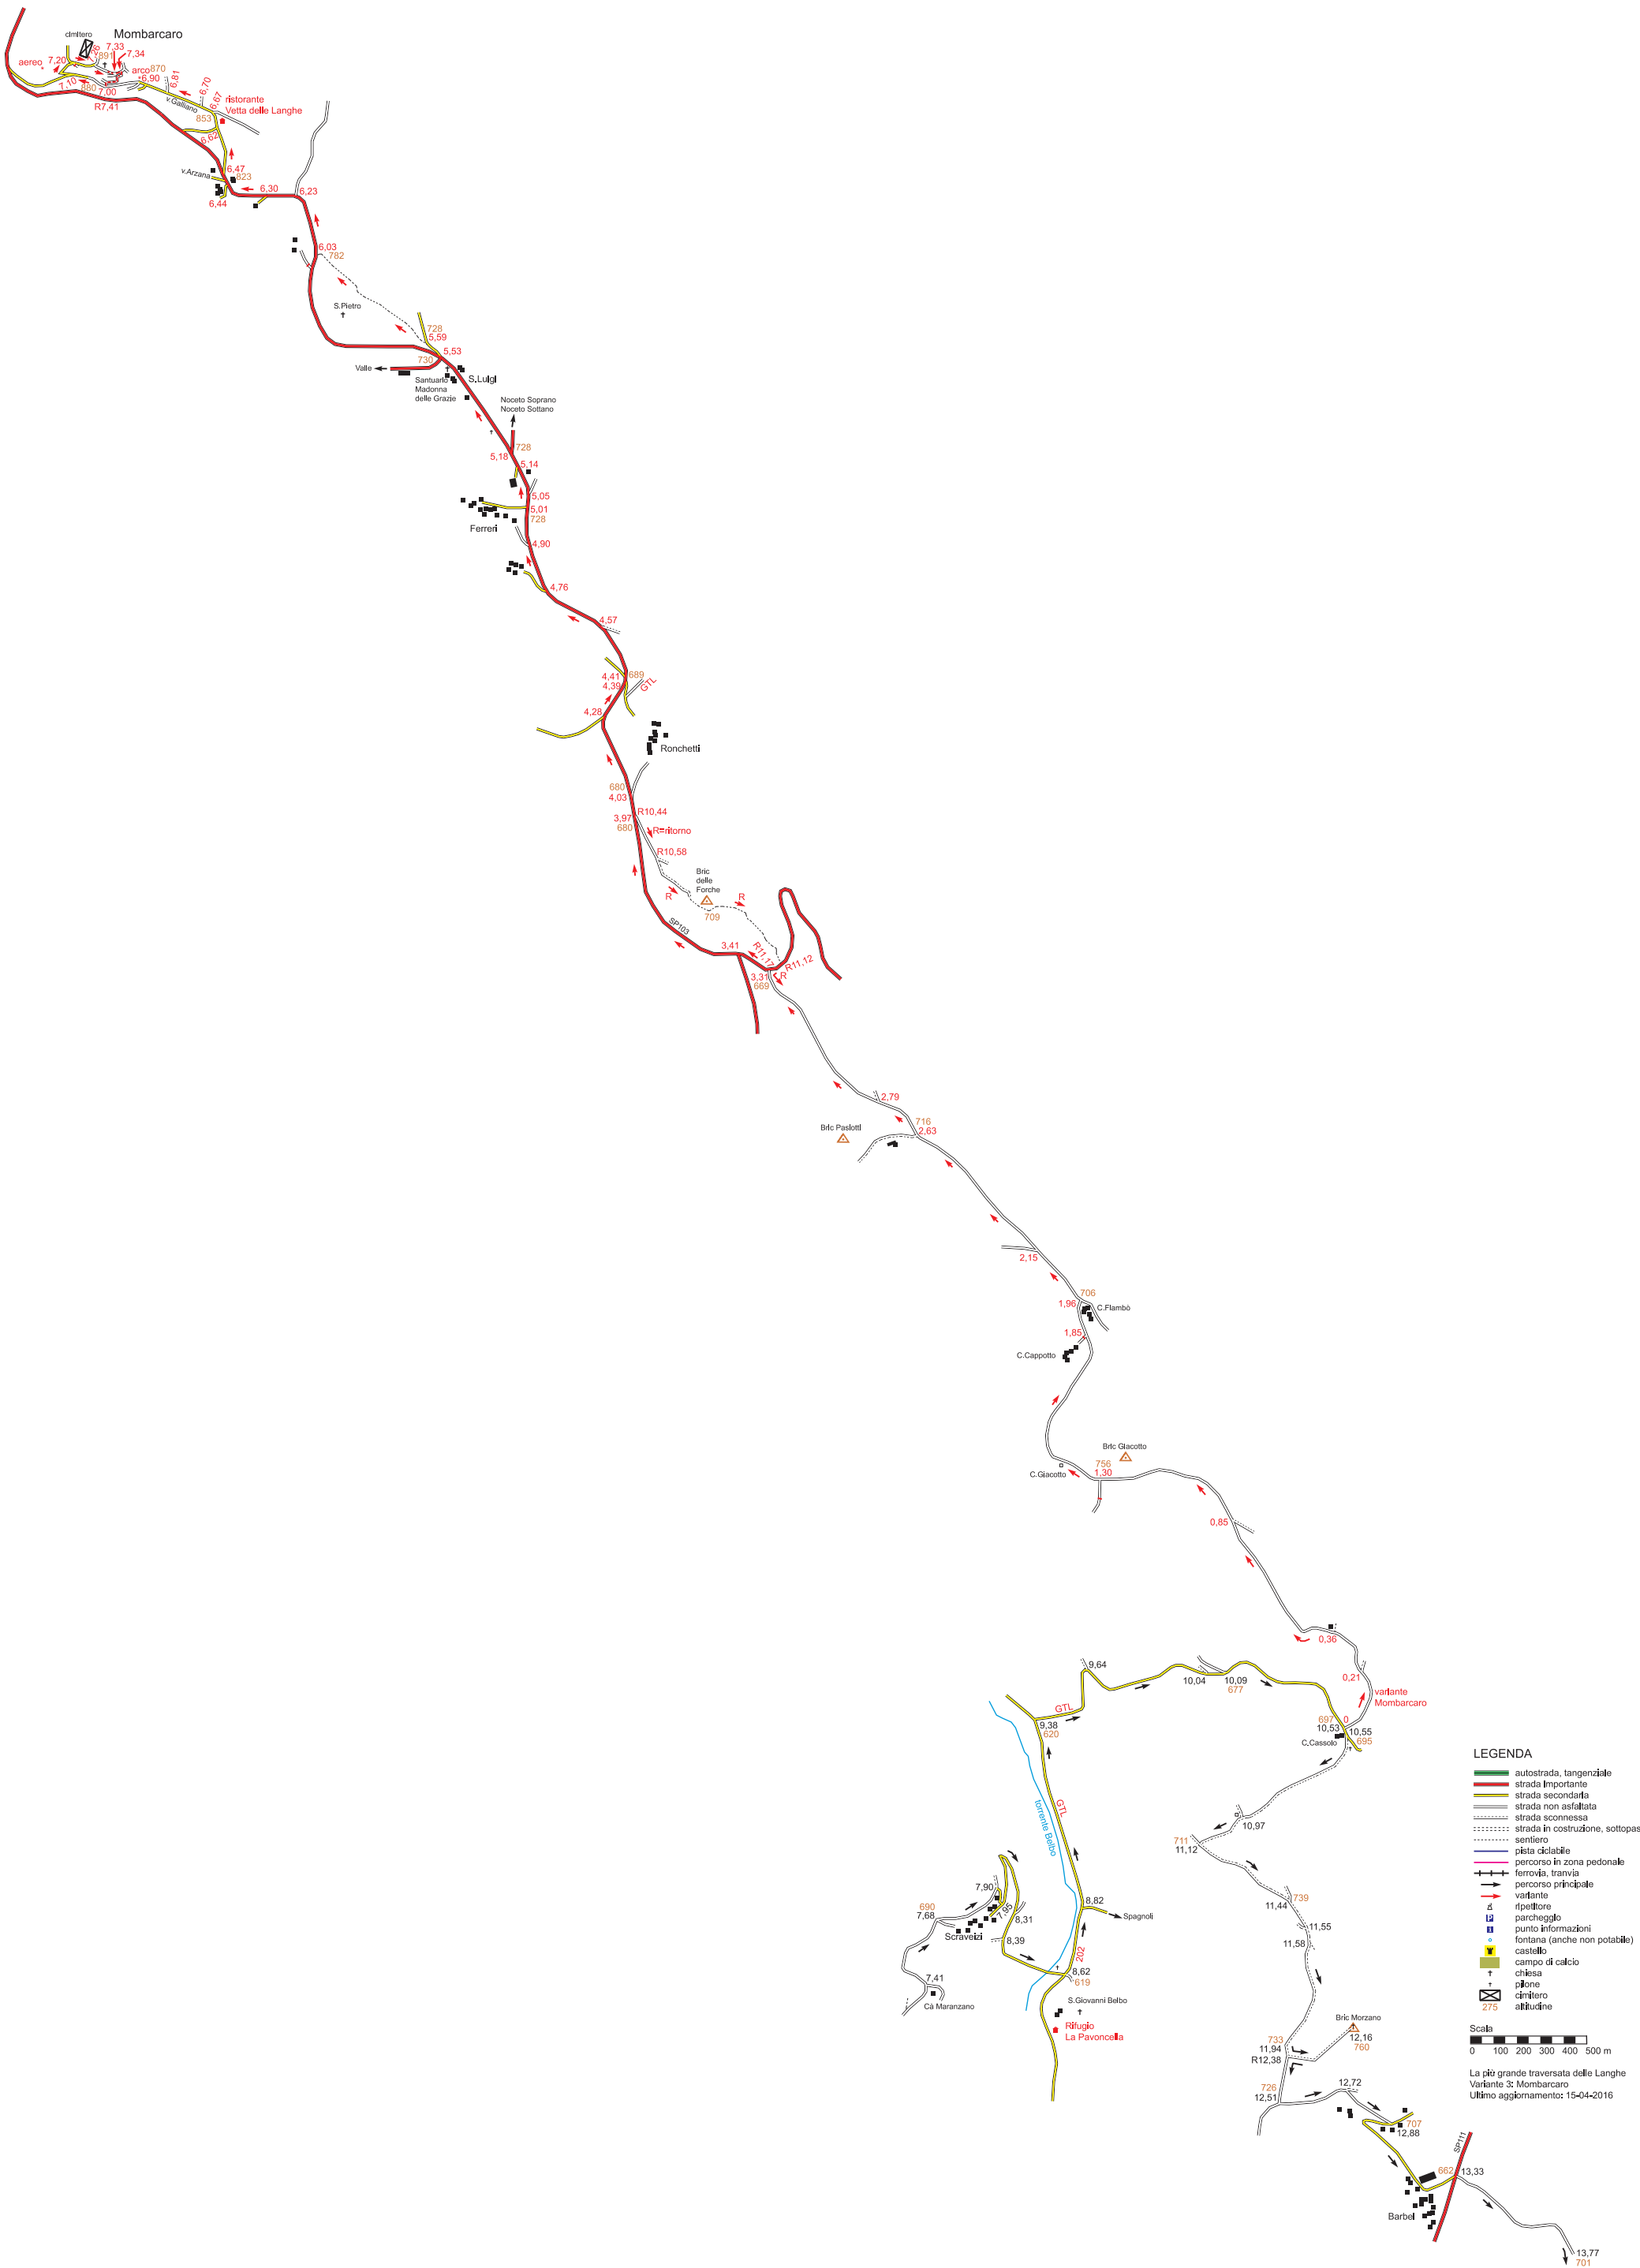 cimitero
Mombarcaro
7,33
7,34
891
aereo
7,20
arco
870
6,90
6,81
6,70
7,10
880
7,00
R7,41
v.Galliano
6,67
ristorante
Vetta delle Langhe
853
6,62
v.Arzana
6,47
823
6,44
6,30
6,23
6,03
782
S.Pietro
728
5,59
5,53
730
Valle
Santuario
Madonna
delle Grazie
S.Luigi
Noceto Soprano
Noceto Sottano
728
5,18
5,14
5,05
5,01
728
Ferreri
4,90
4,76
4,57
689
4,41
4,39
GTL
4,28
Ronchetti
680
4,03
R10,44
3,97
680
R=ritorno
R10,58
Bric
delle
Forche
R
R
709
SP103
3,41
R11,17
R11,12
3,31
R
669
2,79
716
2,63
Bric Paslotti
2,15
706
1,96
C.Flambò
1,85
C.Cappotto
Bric Giacotto
756
1,30
C.Giacotto
0,85
0,36
0,21
variante
Mombarcaro
9,64
10,04
10,09
677
GTL
9,38
620
697
0
10,53
10,55
695
C.Cassolo
GTL
torrente Belbo
10,97
711
11,12
7,90
690
7,68
7,95
8,31
Scraveizi
8,39
8,82
Spagnoli
739
11,44
11,55
11,58
202
8,62
619
7,41
Cà Maranzano
S.Giovanni Belbo
Rifugio
La Pavoncella
Bric Morzano
12,16
760
733
11,94
R12,38
726
12,51
12,72
707
12,88
SP111
662
13,33
Barbei
13,77
701
LEGENDA
autostrada, tangenziale
strada importante
strada secondaria
strada non asfaltata
strada sconnessa
strada in costruzione, sottopas
sentiero
pista ciclabile
percorso in zona pedonale
ferrovia, tranvia
percorso principale
variante
ripetitore
P parcheggio
i punto informazioni
fontana (anche non potabile)
castello
campo di calcio
chiesa
pilone
cimitero
275 altitudine
Scala
0 100 200 300 400 500 m
La più grande traversata delle Langhe
Variante 3: Mombarcaro
Ultimo aggiornamento: 15-04-2016